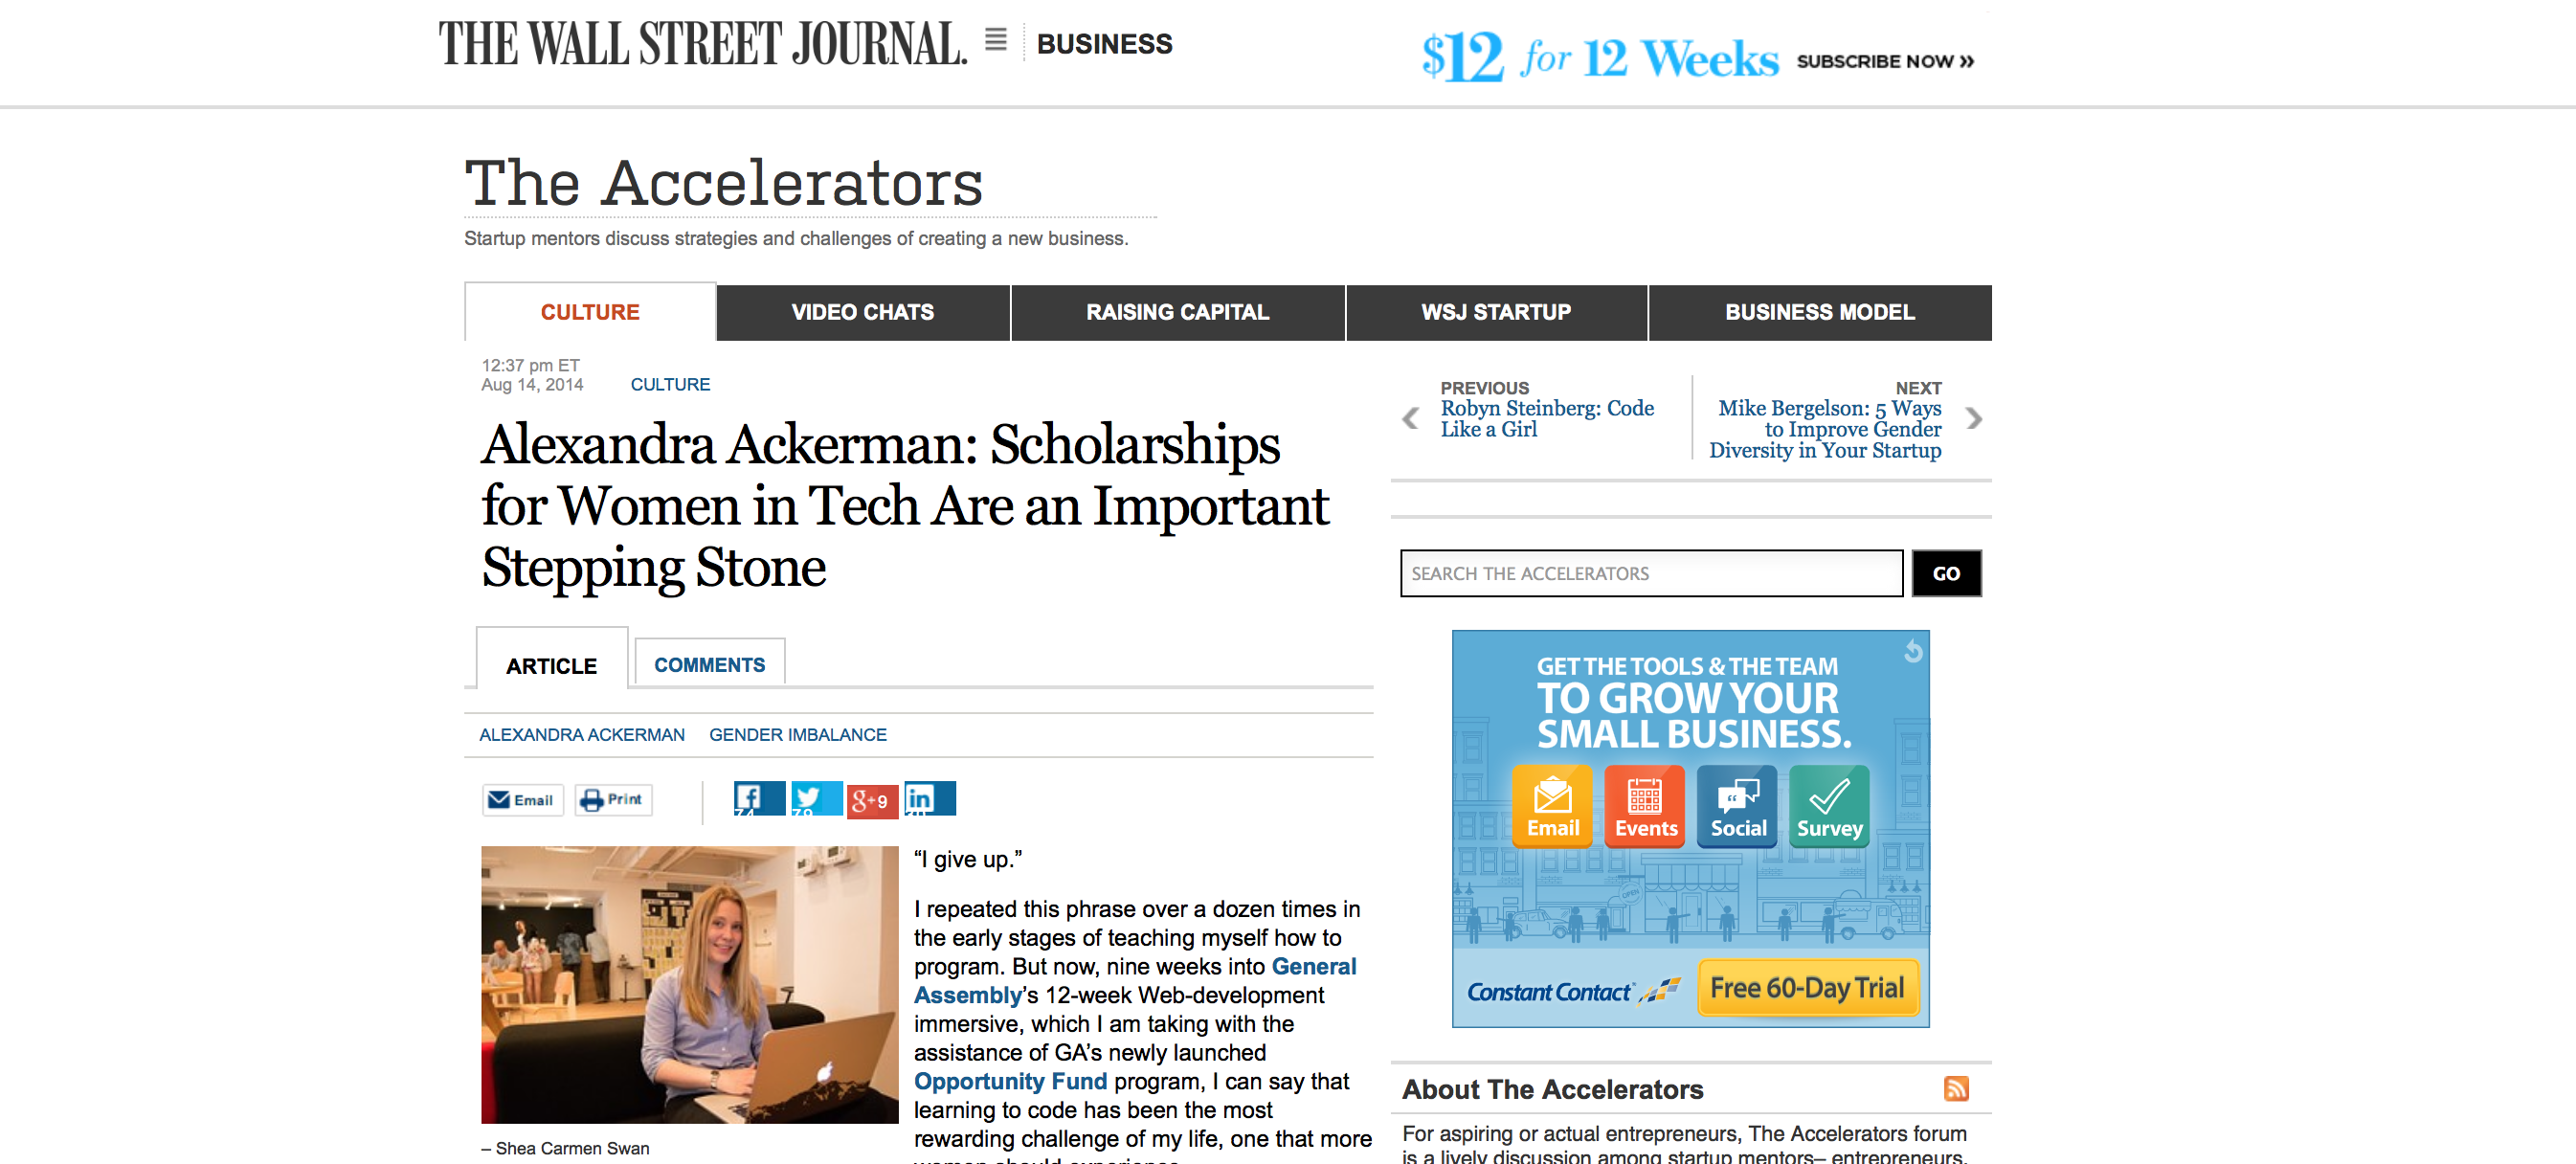 THE WALL STREET JOURNAL.
BUSINESS
$12 for 12 Weeks SUBSCRIBE NOW »
The Accelerators
Startup mentors discuss strategies and challenges of creating a new business.
CULTURE
VIDEO CHATS
RAISING CAPITAL
WSJ STARTUP
BUSINESS MODEL
12:37 pm ET
Aug 14, 2014
CULTURE
Alexandra Ackerman: Scholarships
for Women in Tech Are an Important
Stepping Stone
ARTICLE
COMMENTS
ALEXANDRA ACKERMAN GENDER IMBALANCE
Email
Print
f
g+9
in
– Shea Carmen Swan
“I give up.”
I repeated this phrase over a dozen times in
the early stages of teaching myself how to
program. But now, nine weeks into General
Assembly’s 12-week Web-development
immersive, which I am taking with the
assistance of GA’s newly launched
Opportunity Fund program, I can say that
learning to code has been the most
rewarding challenge of my life, one that more
PREVIOUS
Robyn Steinberg: Code
Like a Girl
NEXT
Mike Bergelson: 5 Ways
to Improve Gender
Diversity in Your Startup
SEARCH THE ACCELERATORS
GO
GET THE TOOLS & THE TEAM
TO GROW YOUR
SMALL BUSINESS.
Email
Events
Social
Survey
OPEN
Constant Contact
Free 60-Day Trial
About The Accelerators
For aspiring or actual entrepreneurs, The Accelerators forum
is a lively discussion among startup mentors– entrepreneurs,